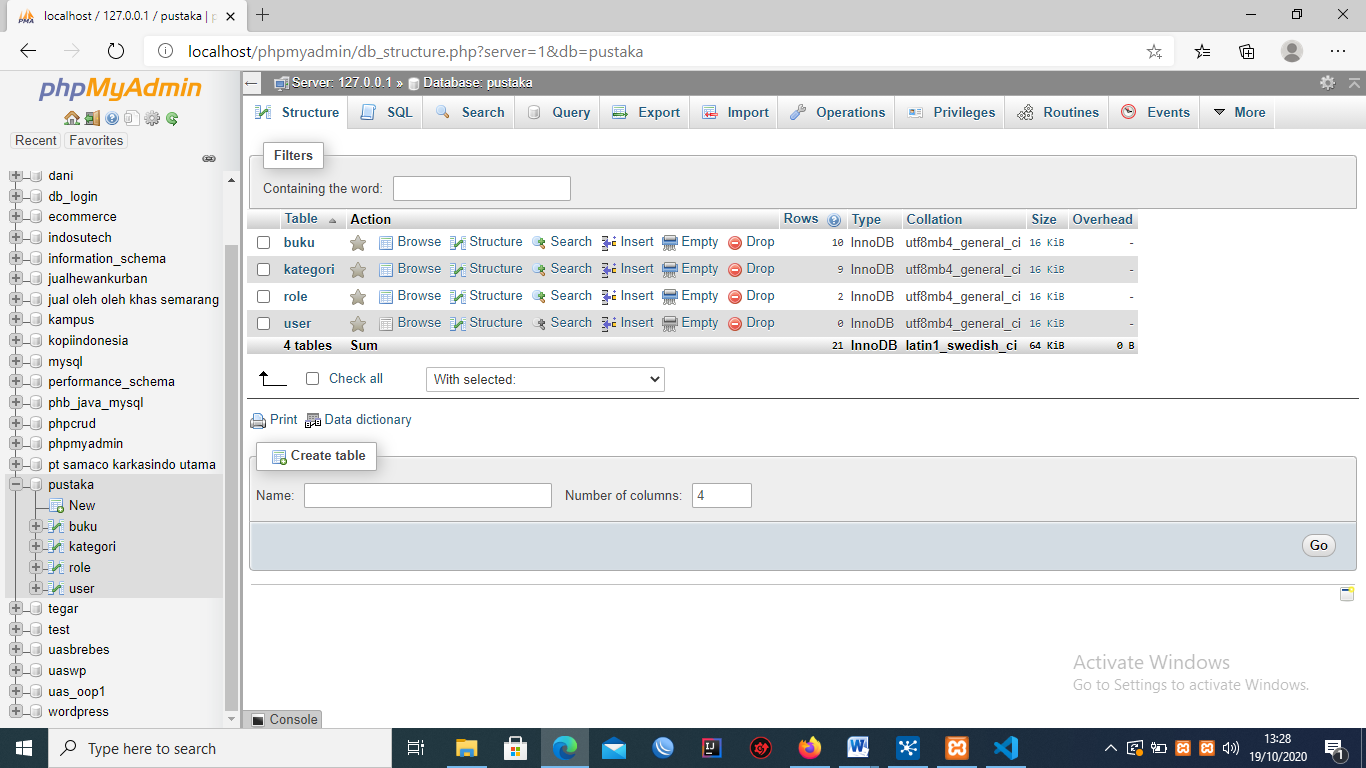 localhost / 127.0.0.1 / pustaka | p
localhost/phpmyadmin/db_structure.php?server=1&db=pustaka
phpMyAdmin
Recent Favorites
dani
db_login
ecommerce
indosutech
information_schema
jualhewankurban
jual oleh oleh khas semarang
kampus
kopiindonesia
mysql
performance_schema
phb_java_mysql
phpcrud
phpmyadmin
pt samaco karkasindo utama
pustaka
New
buku
kategori
role
user
tegar
test
uasbrebes
uaswp
uas_oop1
wordpress
Server: 127.0.0.1 » Database: pustaka
Structure SQL Search Query Export Import Operations Privileges Routines Events More
Filters
Containing the word:
Table Action Rows Type Collation Size Overhead
buku Browse Structure Search Insert Empty Drop 10 InnoDB utf8mb4_general_ci 16 KiB -
kategori Browse Structure Search Insert Empty Drop 9 InnoDB utf8mb4_general_ci 16 KiB -
role Browse Structure Search Insert Empty Drop 2 InnoDB utf8mb4_general_ci 16 KiB -
user Browse Structure Search Insert Empty Drop 0 InnoDB utf8mb4_general_ci 16 KiB -
4 tables Sum 21 InnoDB latin1_swedish_ci 64 KiB 0 B
Check all With selected:
Print Data dictionary
Create table
Name: Number of columns: 4
Go
Activate Windows
Go to Settings to activate Windows.
Console
Type here to search
13:28
19/10/2020
1